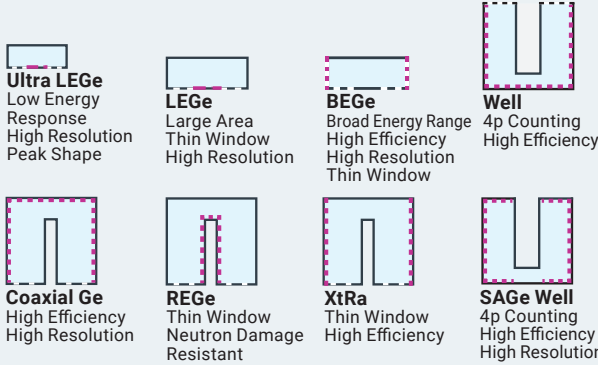 Ultra LEGe
Low Energy
Response
High Resolution
Peak Shape
LEGe
Large Area
Thin Window
High Resolution
BEGe
Broad Energy Range
High Efficiency
High Resolution
Thin Window
Well
4p Counting
High Efficiency
Coaxial Ge
High Efficiency
High Resolution
REGe
Thin Window
Neutron Damage
Resistant
XtRa
Thin Window
High Efficiency
SAGe Well
4p Counting
High Efficiency
High Resolution